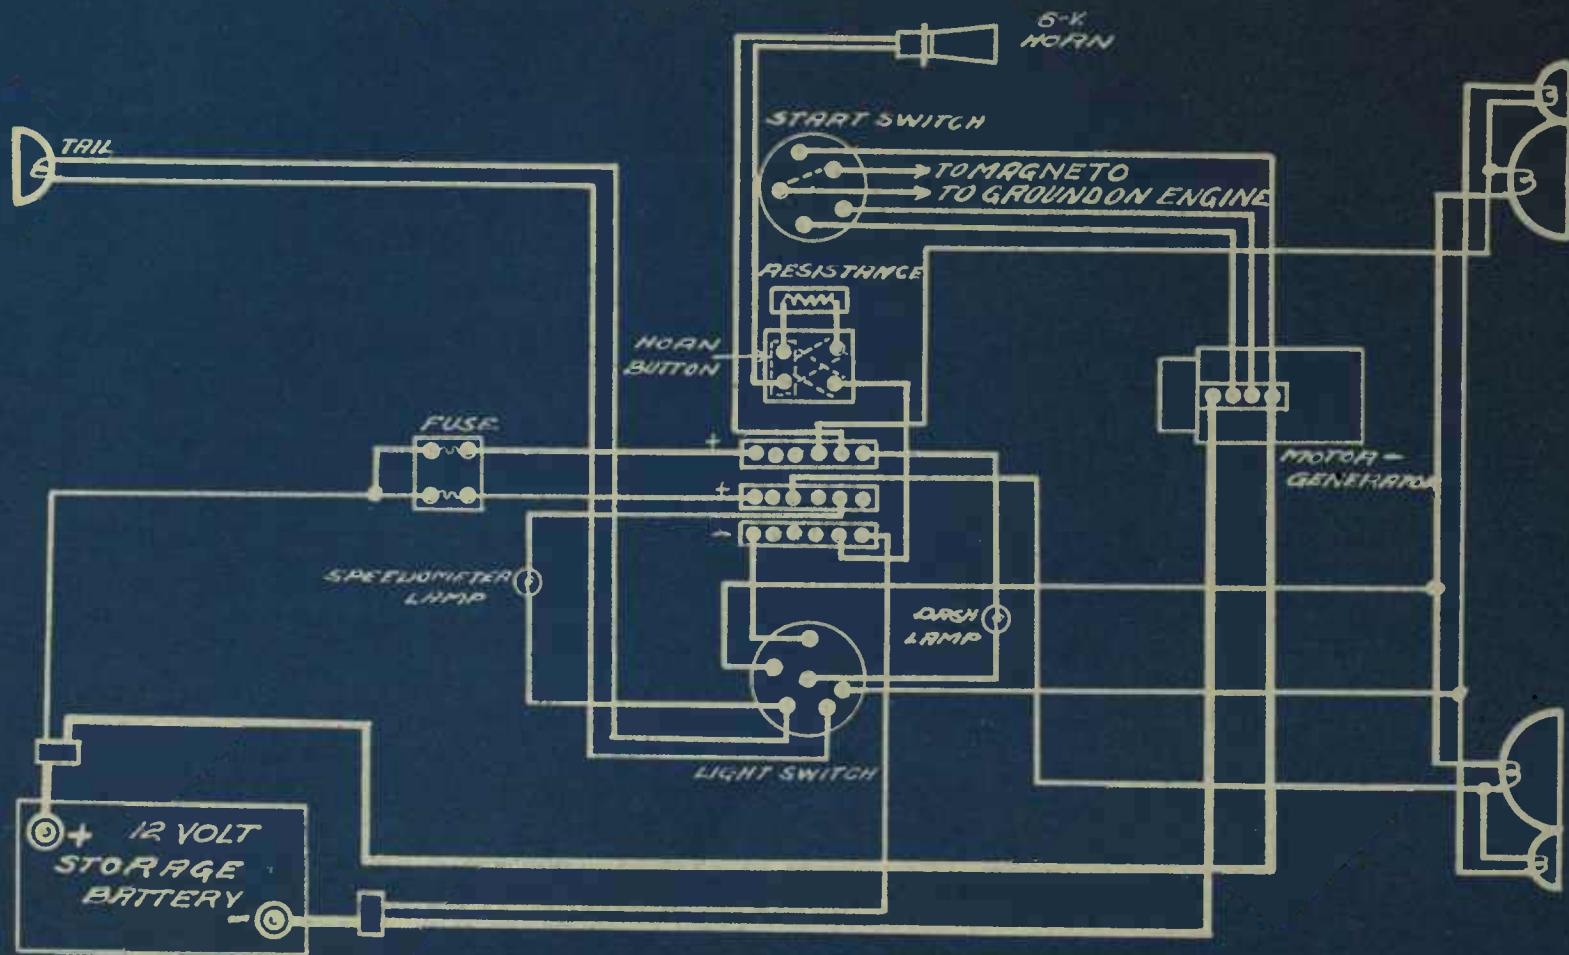 6-V.
HORN
START SWITCH
TAIL
TO MAGNETO
TO GROUND ON ENGINE
RESISTANCE
HORN
BUTTON
FUSE
+
MOTOR-
GENERATOR
+
-
SPEEDOMETER
LAMP
DASH
LAMP
LIGHT SWITCH
+ 12 VOLT
STORAGE
BATTERY
-